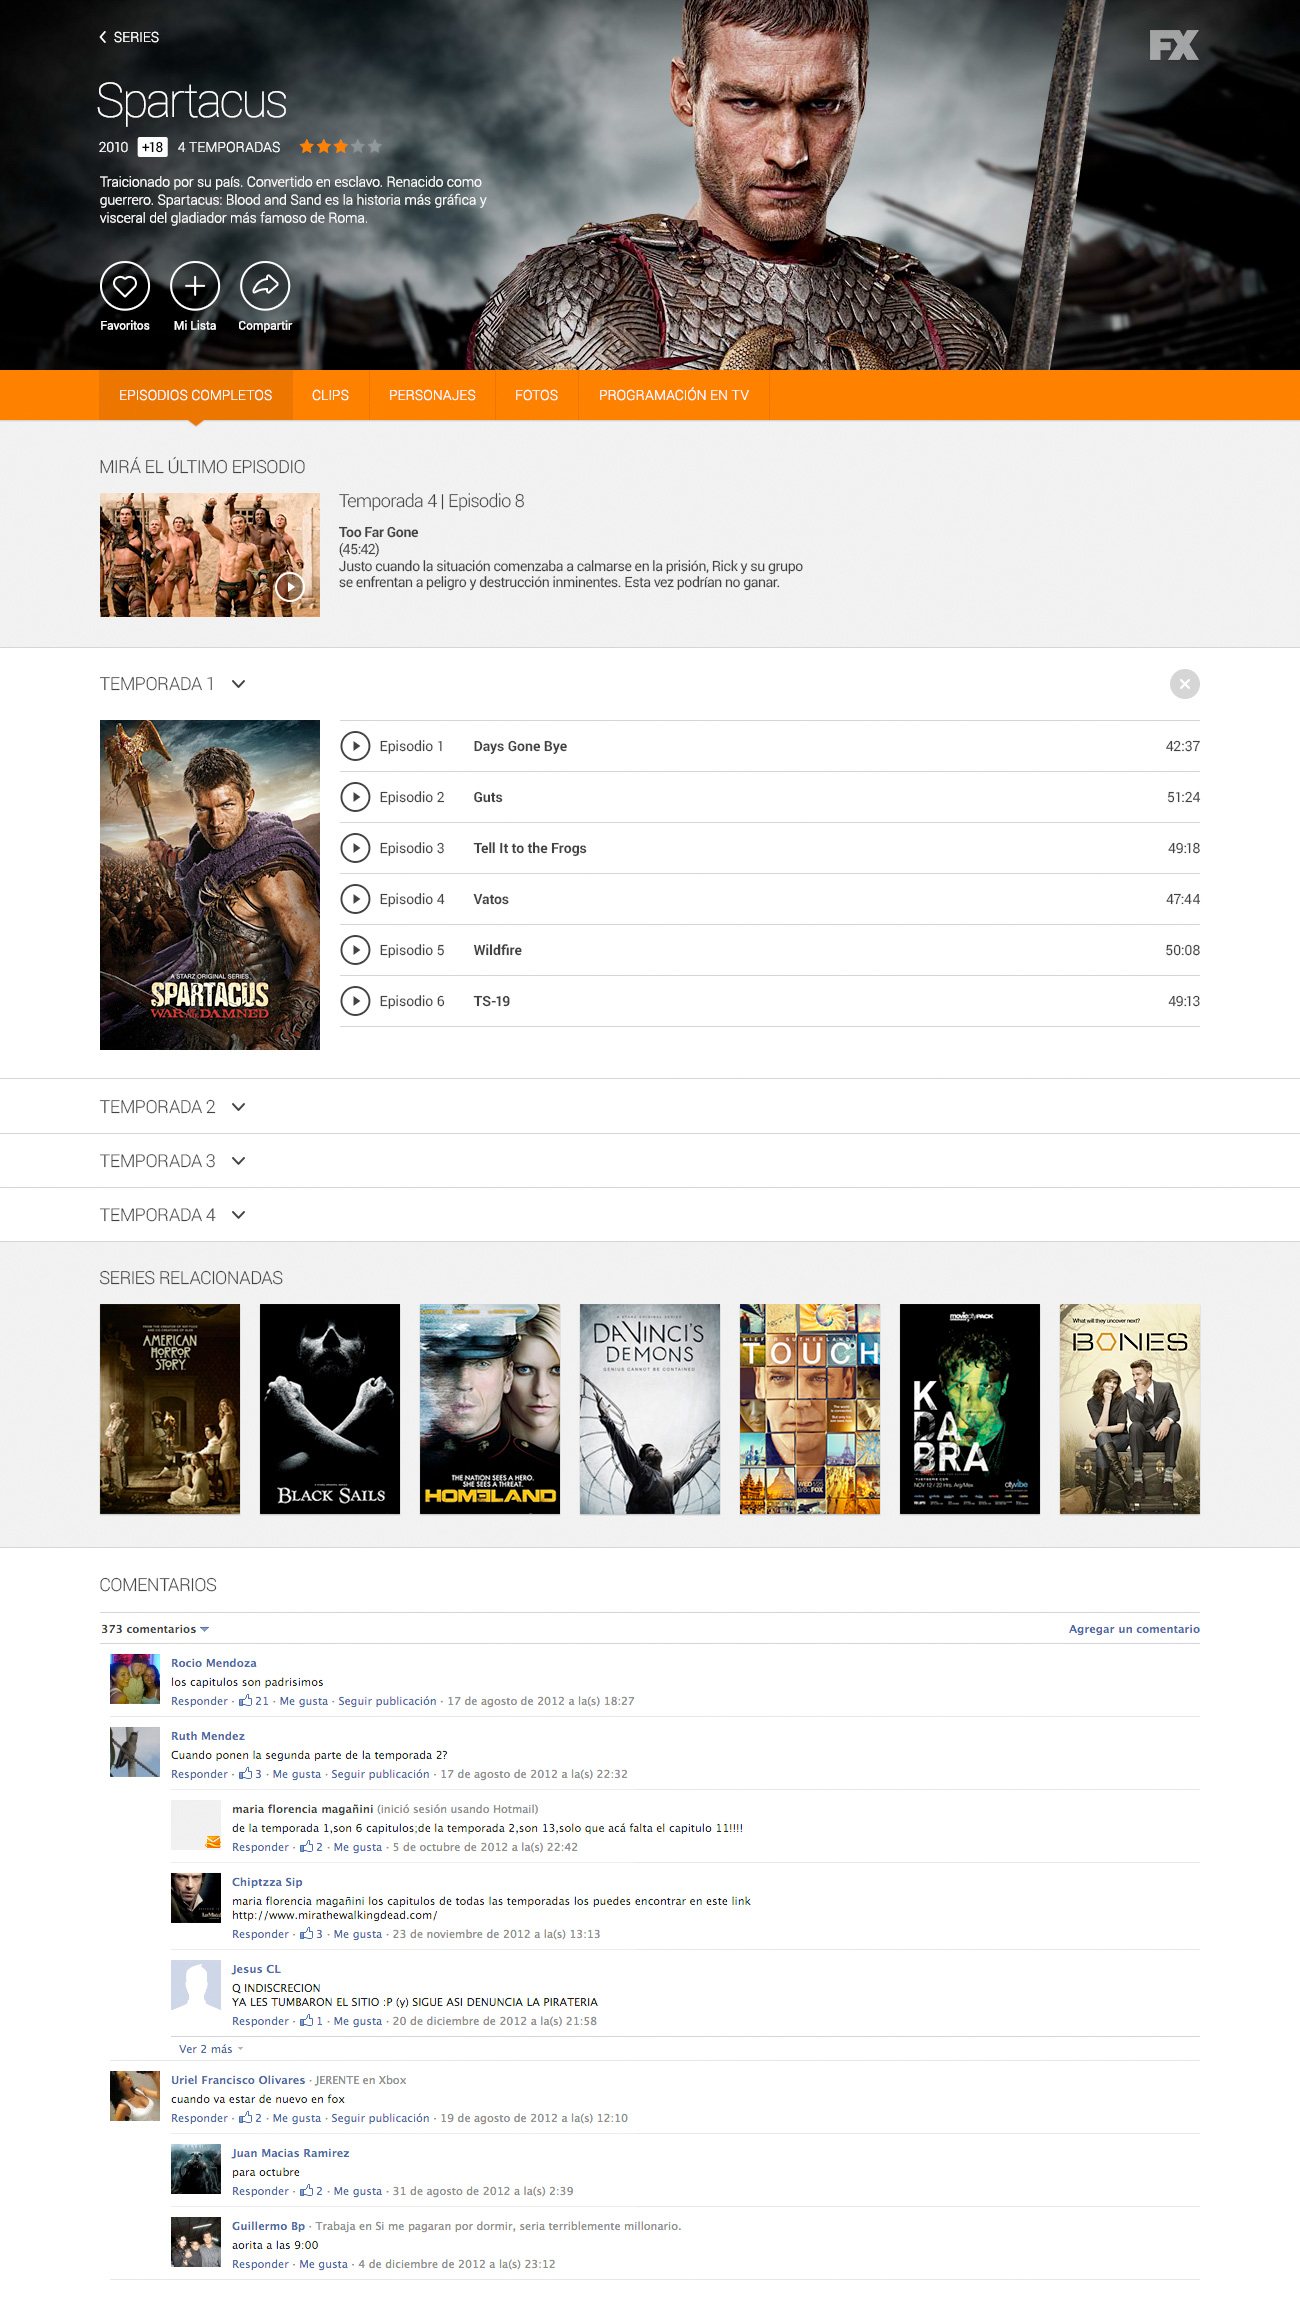 SERIES
FX
Spartacus
2010 +18 4 TEMPORADAS
Traicionado por su país. Convertido en esclavo. Renacido como
guerrero. Spartacus: Blood and Sand es la historia más gráfica y
visceral del gladiador más famoso de Roma.
Favoritos Mi Lista Compartir
EPISODIOS COMPLETOS CLIPS PERSONAJES FOTOS PROGRAMACIÓN EN TV
MIRÁ EL ÚLTIMO EPISODIO
Temporada 4 | Episodio 8
Too Far Gone
(45:42)
Justo cuando la situación comenzaba a calmarse en la prisión, Rick y su grupo
se enfrentan a peligro y destrucción inminentes. Esta vez podrían no ganar.
TEMPORADA 1
A STARZ ORIGINAL SERIES
SPARTACUS
WAR OF THE DAMNED
Episodio 1 Days Gone Bye 42:37
Episodio 2 Guts 51:24
Episodio 3 Tell It to the Frogs 49:18
Episodio 4 Vatos 47:44
Episodio 5 Wildfire 50:08
Episodio 6 TS-19 49:13
TEMPORADA 2
TEMPORADA 3
TEMPORADA 4
SERIES RELACIONADAS
AMERICAN
HORROR
STORY
BLACK SAILS
THE NATION SEES A HERO.
SHE SEES A THREAT.
HOMELAND
DAVINCI'S
DEMONS
GENIUS CANNOT BE CONTAINED
TOUCH
moviecityPACK
K
DA
BRA
NOV 12 / 22 Hrs. Arg/Mex
cityvibe
What will they uncover next?
BONES
COMENTARIOS
373 comentarios Agregar un comentario
Rocio Mendoza
los capitulos son padrisimos
Responder · 21 · Me gusta · Seguir publicación · 17 de agosto de 2012 a la(s) 18:27
Ruth Mendez
Cuando ponen la segunda parte de la temporada 2?
Responder · 3 · Me gusta · Seguir publicación · 17 de agosto de 2012 a la(s) 22:32
maria florencia magañini (inició sesión usando Hotmail)
de la temporada 1,son 6 capitulos;de la temporada 2,son 13,solo que acá falta el capitulo 11!!!!
Responder · 2 · Me gusta · 5 de octubre de 2012 a la(s) 22:42
Chiptzza Sip
maria florencia magañini los capitulos de todas las temporadas los puedes encontrar en este link
http://www.mirathewalkingdead.com/
Responder · 3 · Me gusta · 23 de noviembre de 2012 a la(s) 13:13
Jesus CL
Q INDISCRECION
YA LES TUMBARON EL SITIO :P (y) SIGUE ASI DENUNCIA LA PIRATERIA
Responder · 1 · Me gusta · 20 de diciembre de 2012 a la(s) 21:58
Ver 2 más
Uriel Francisco Olivares · JERENTE en Xbox
cuando va estar de nuevo en fox
Responder · 2 · Me gusta · Seguir publicación · 19 de agosto de 2012 a la(s) 12:10
Juan Macias Ramirez
para octubre
Responder · 2 · Me gusta · 31 de agosto de 2012 a la(s) 2:39
Guillermo Bp · Trabaja en Si me pagaran por dormir, seria terriblemente millonario.
aorita a las 9:00
Responder · Me gusta · 4 de diciembre de 2012 a la(s) 23:12